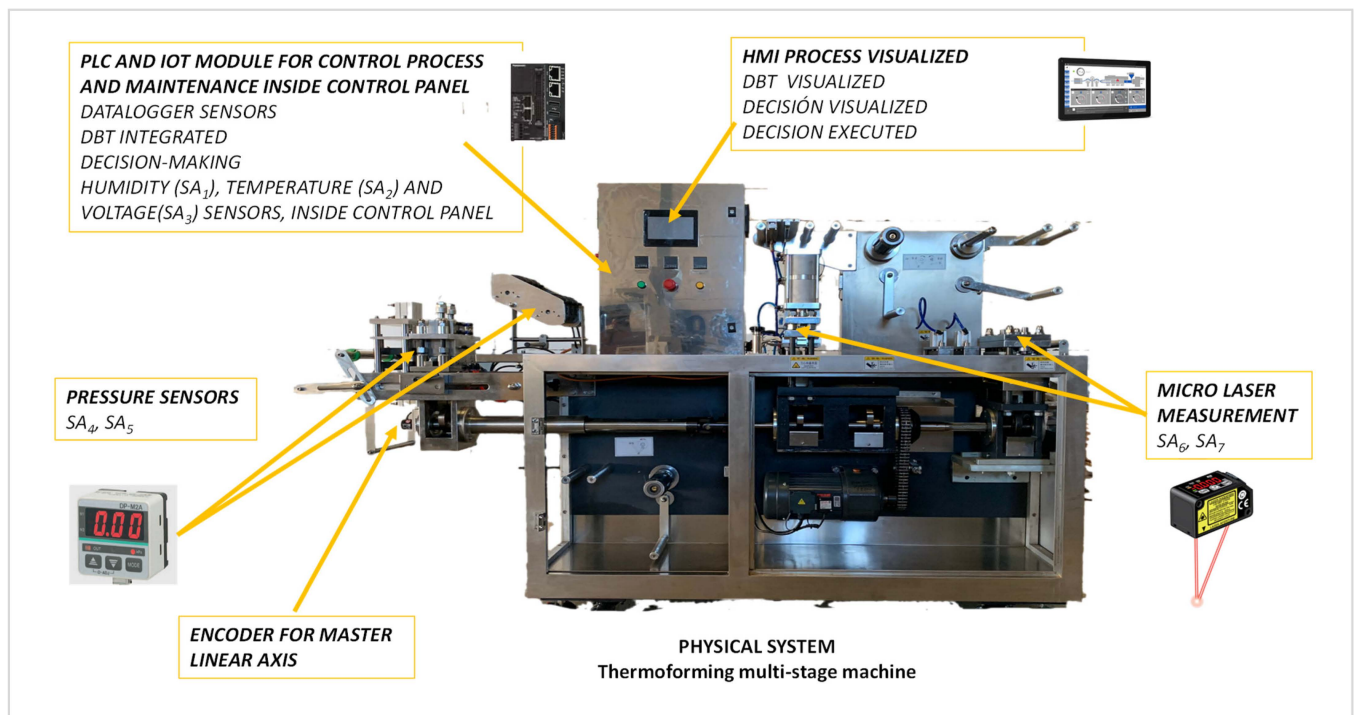 PLC AND IOT MODULE FOR CONTROL PROCESS
AND MAINTENANCE INSIDE CONTROL PANEL
DATALOGGER SENSORS
DBT INTEGRATED
DECISION-MAKING
HUMIDITY (SA₁), TEMPERATURE (SA₂) AND
VOLTAGE(SA₃) SENSORS, INSIDE CONTROL PANEL
HMI PROCESS VISUALIZED
DBT VISUALIZED
DECISIÓN VISUALIZED
DECISION EXECUTED
PRESSURE SENSORS
SA₄, SA₅
MICRO LASER
MEASUREMENT
SA₆, SA₇
DP-M2A
0.00
MODE
ENCODER FOR MASTER
LINEAR AXIS
PHYSICAL SYSTEM
Thermoforming multi-stage machine